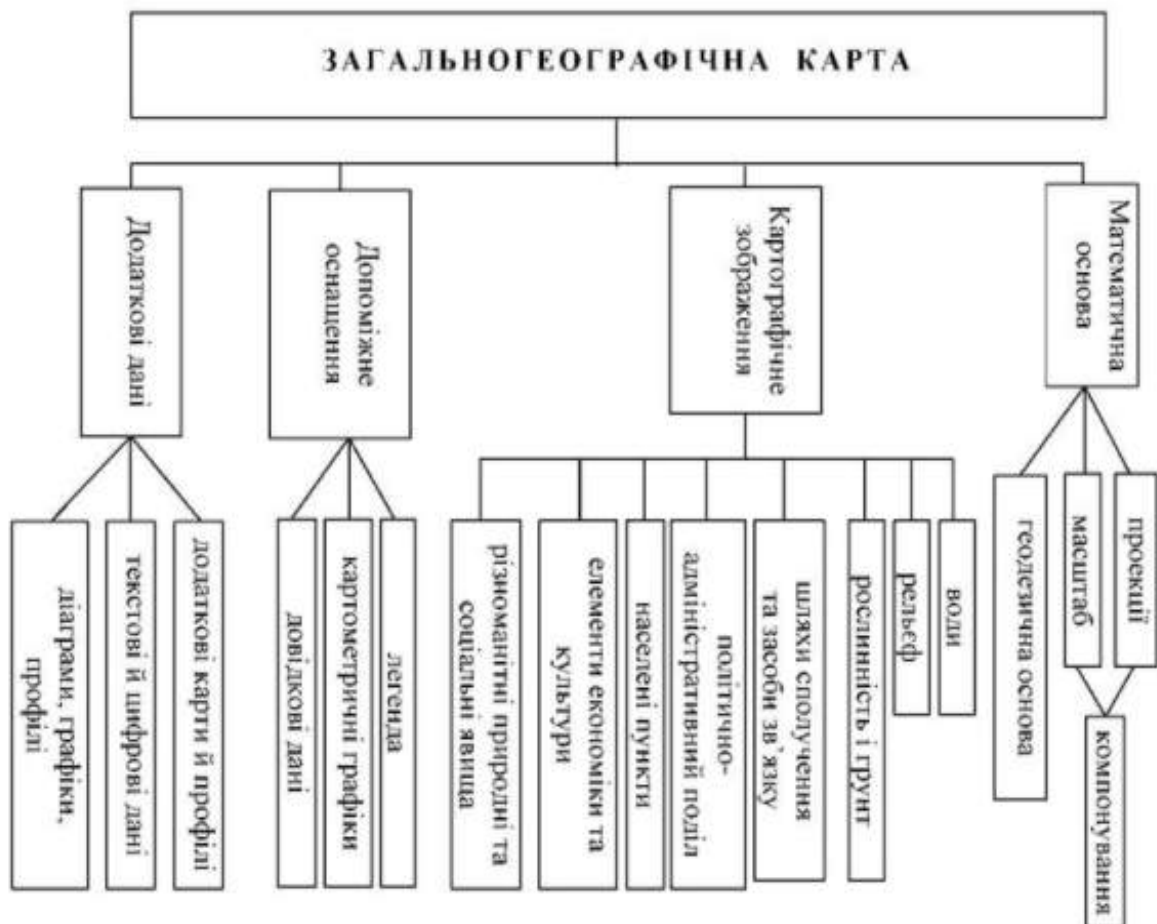 ЗАГАЛЬНОГЕОГРАФІЧНА КАРТА
Додаткові дані
Допоміжне
оснащення
Картографічне
зображення
Математична
основа
діаграми, графіки,
профілі
текстові й цифрові дані
додаткові карти й профілі
довідкові дані
картометричні графіки
легенда
різноманітні природні та
соціальні явища
елементи економіки та
культури
населені пункти
політично-
адміністративний поділ
шляхи сполучення
та засоби зв’язку
рослинність і грунт
рельєф
води
геодезична основа
масштаб
проекції
компонування